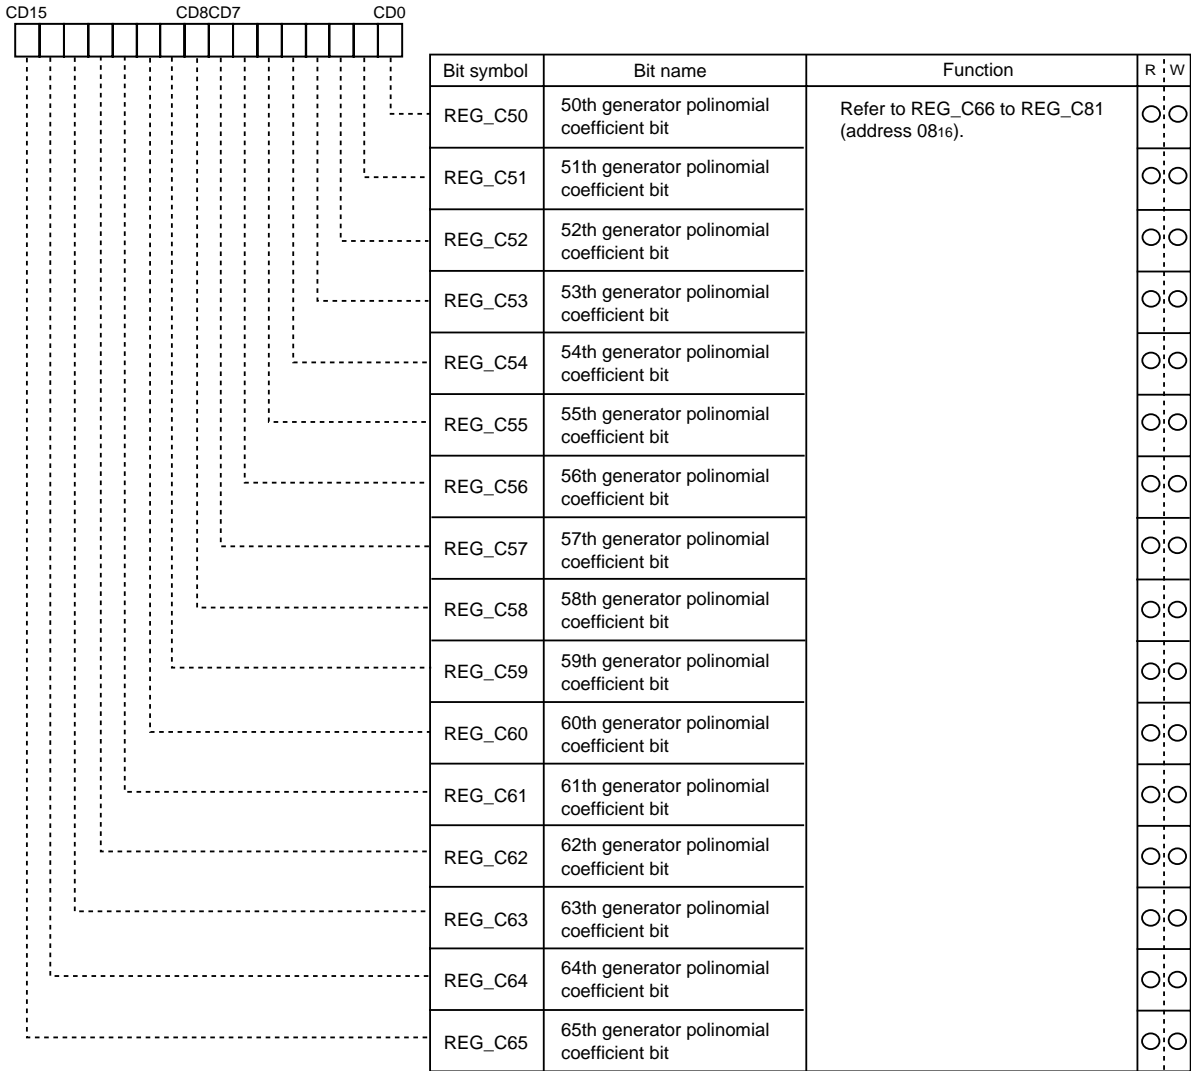 CD15 CD8CD7 CD0
Bit symbol Bit name Function R W
REG_C50 50th generator polinomial Refer to REG_C66 to REG_C81
coefficient bit (address 0816).
REG_C51 51th generator polinomial
coefficient bit
REG_C52 52th generator polinomial
coefficient bit
REG_C53 53th generator polinomial
coefficient bit
REG_C54 54th generator polinomial
coefficient bit
REG_C55 55th generator polinomial
coefficient bit
REG_C56 56th generator polinomial
coefficient bit
REG_C57 57th generator polinomial
coefficient bit
REG_C58 58th generator polinomial
coefficient bit
REG_C59 59th generator polinomial
coefficient bit
REG_C60 60th generator polinomial
coefficient bit
REG_C61 61th generator polinomial
coefficient bit
REG_C62 62th generator polinomial
coefficient bit
REG_C63 63th generator polinomial
coefficient bit
REG_C64 64th generator polinomial
coefficient bit
REG_C65 65th generator polinomial
coefficient bit